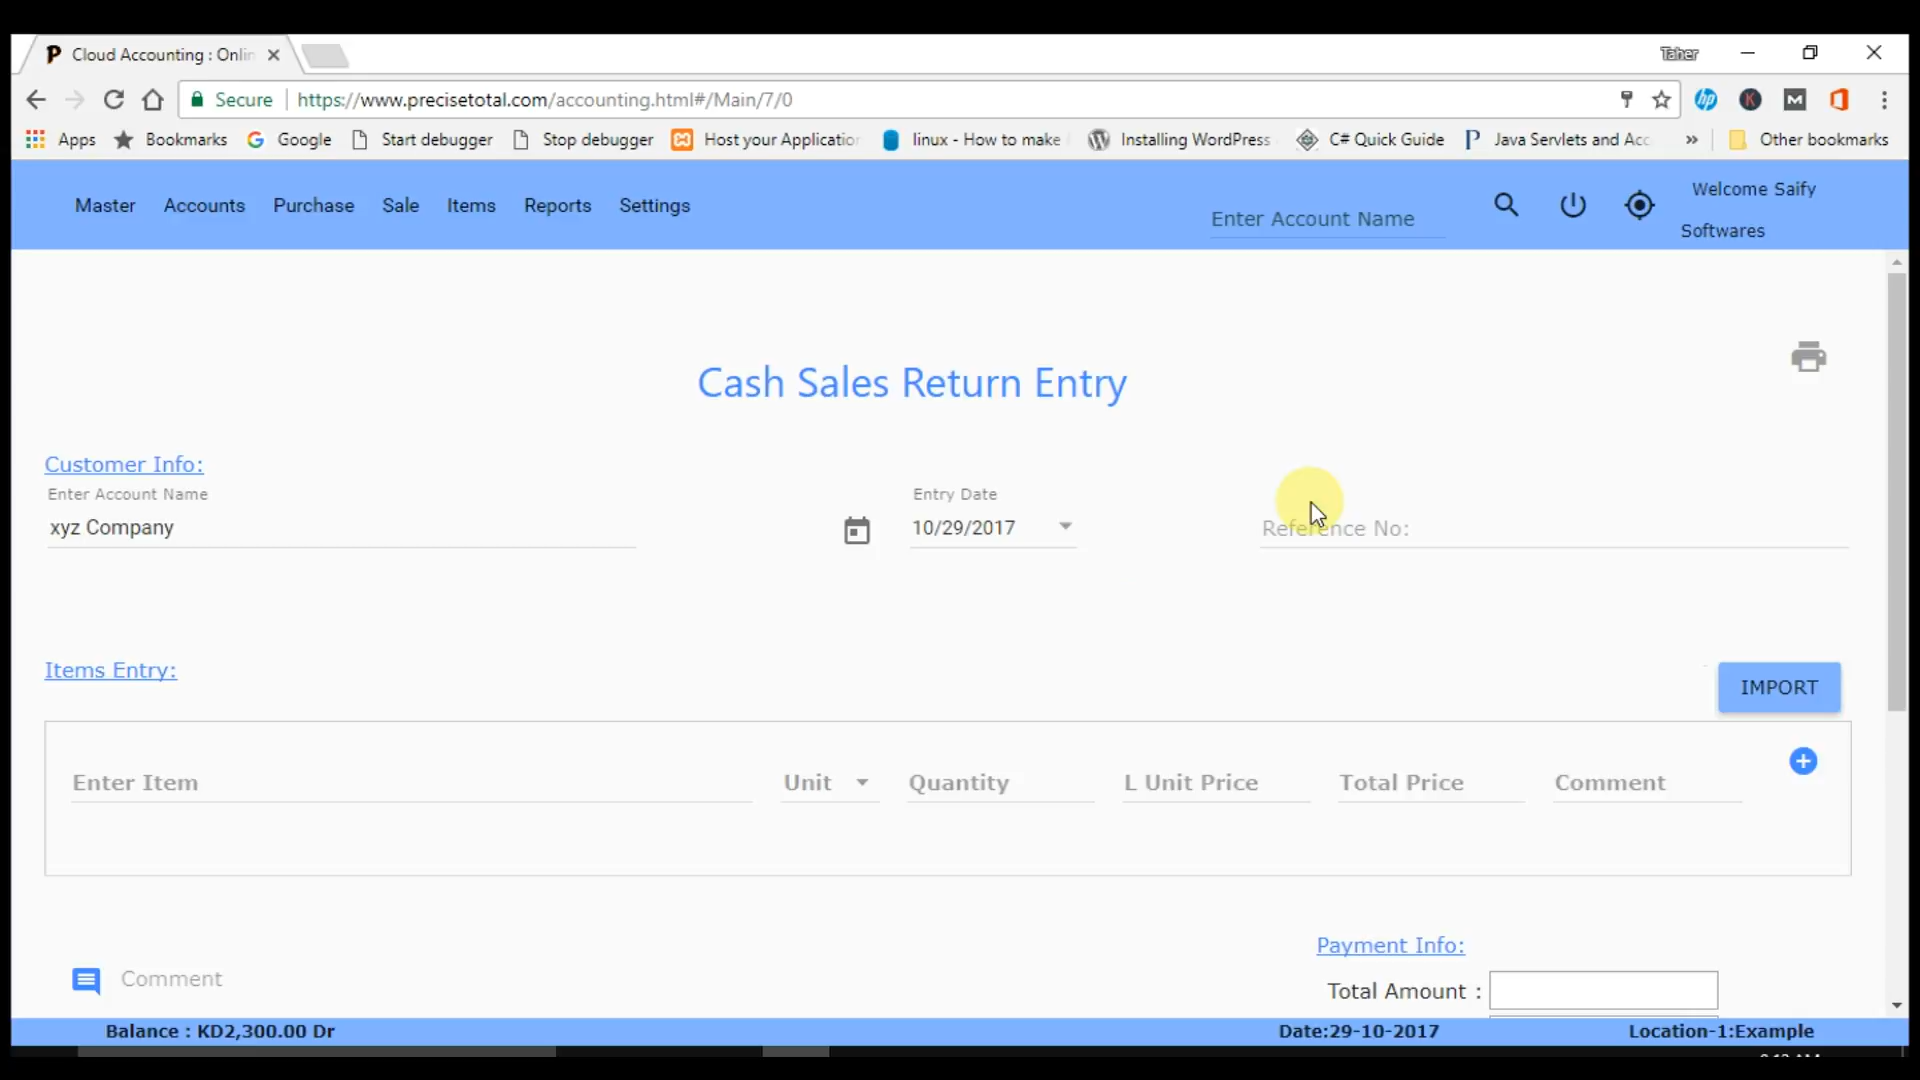 Cloud Accounting : Onlin
Taher
Secure https://www.precisetotal.com/accounting.html#/Main/7/0
Apps Bookmarks Google Start debugger Stop debugger Host your Application linux - How to make Installing WordPress C# Quick Guide Java Servlets and Acc » Other bookmarks
Master Accounts Purchase Sale Items Reports Settings
Enter Account Name
Welcome Saify
Softwares
Cash Sales Return Entry
Customer Info:
Enter Account Name Entry Date
xyz Company 10/29/2017 Reference No:
Items Entry:
IMPORT
Enter Item Unit Quantity L Unit Price Total Price Comment
Payment Info:
Comment
Total Amount :
Balance : KD2,300.00 Dr Date:29-10-2017 Location-1:Example